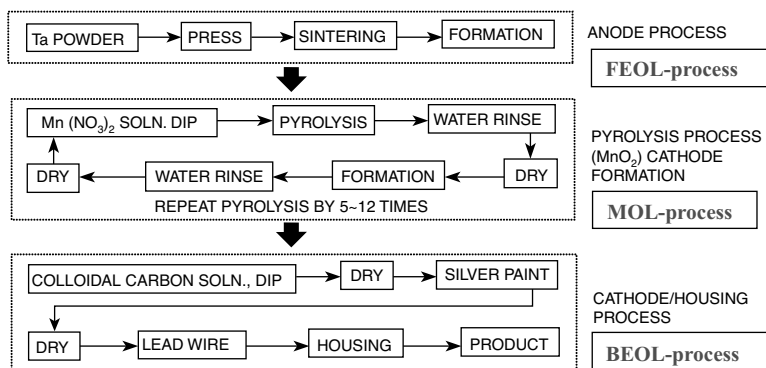 Ta POWDER PRESS SINTERING FORMATION
ANODE PROCESS
FEOL-process
Mn (NO₃)₂ SOLN. DIP PYROLYSIS WATER RINSE
DRY WATER RINSE FORMATION DRY
REPEAT PYROLYSIS BY 5~12 TIMES
PYROLYSIS PROCESS
(MnO₂) CATHODE
FORMATION
MOL-process
COLLOIDAL CARBON SOLN., DIP DRY SILVER PAINT
DRY LEAD WIRE HOUSING PRODUCT
CATHODE/HOUSING
PROCESS
BEOL-process